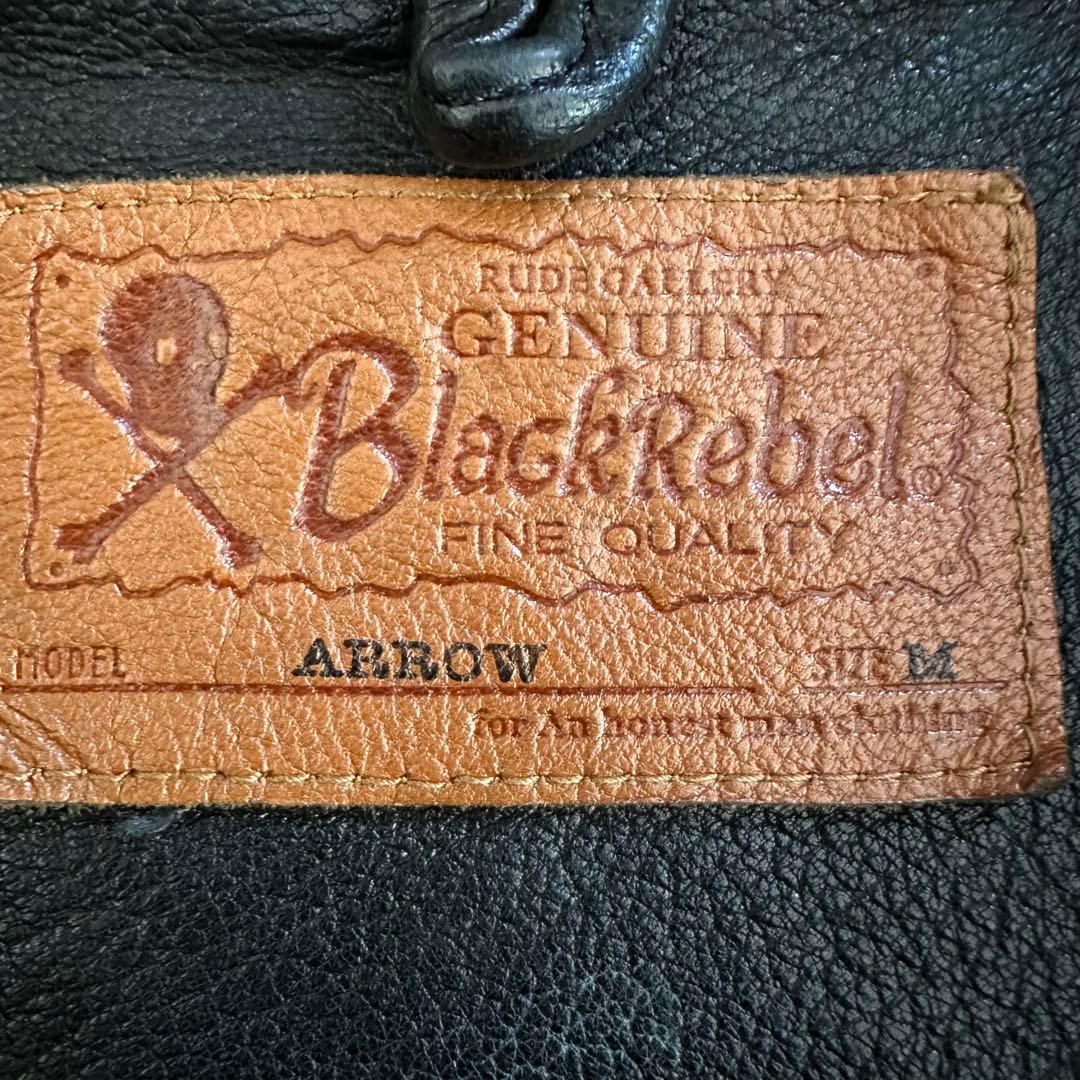 RUDE GALLERY
GENUINE
BlackRebel®
FINE QUALITY
MODEL ARROW SIZE M
for An honest man clothing